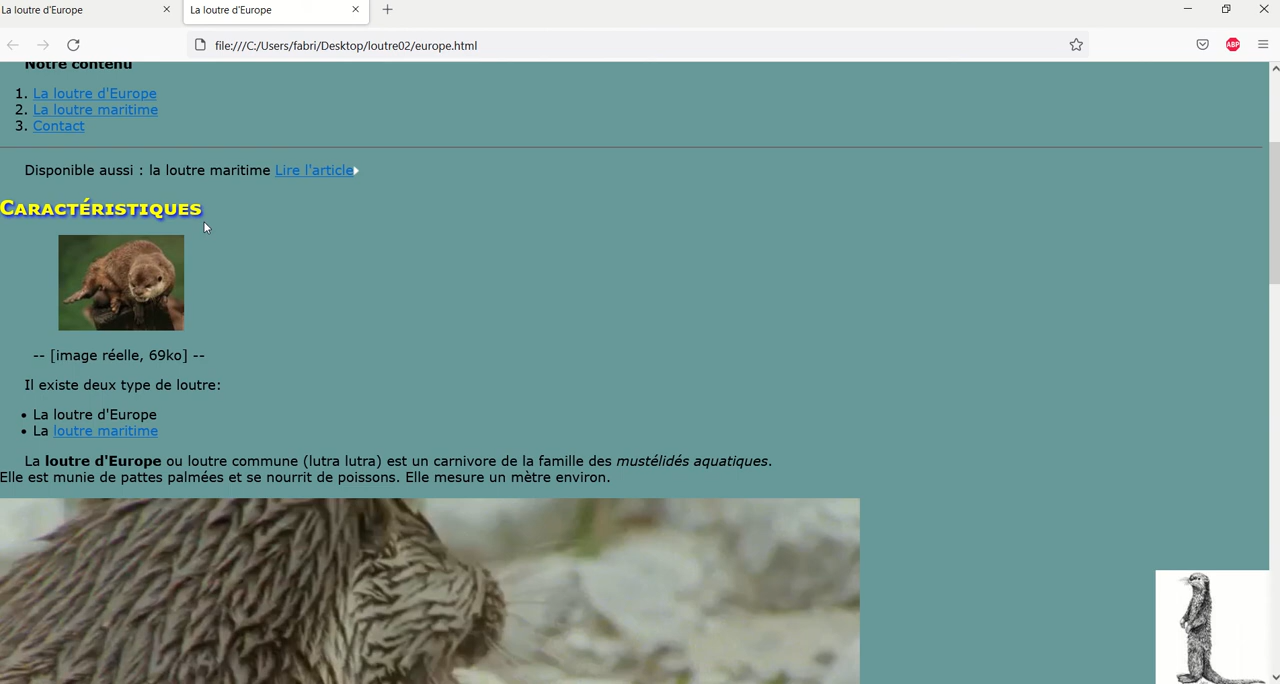 La loutre d'Europe
La loutre d'Europe
file:///C:/Users/fabri/Desktop/loutre02/europe.html
ABP
Notre contenu
1. La loutre d'Europe
2. La loutre maritime
3. Contact
Disponible aussi : la loutre maritime Lire l'article
Caractéristiques
-- [image réelle, 69ko] --
Il existe deux type de loutre:
• La loutre d'Europe
• La loutre maritime
La loutre d'Europe ou loutre commune (lutra lutra) est un carnivore de la famille des mustélidés aquatiques.
Elle est munie de pattes palmées et se nourrit de poissons. Elle mesure un mètre environ.